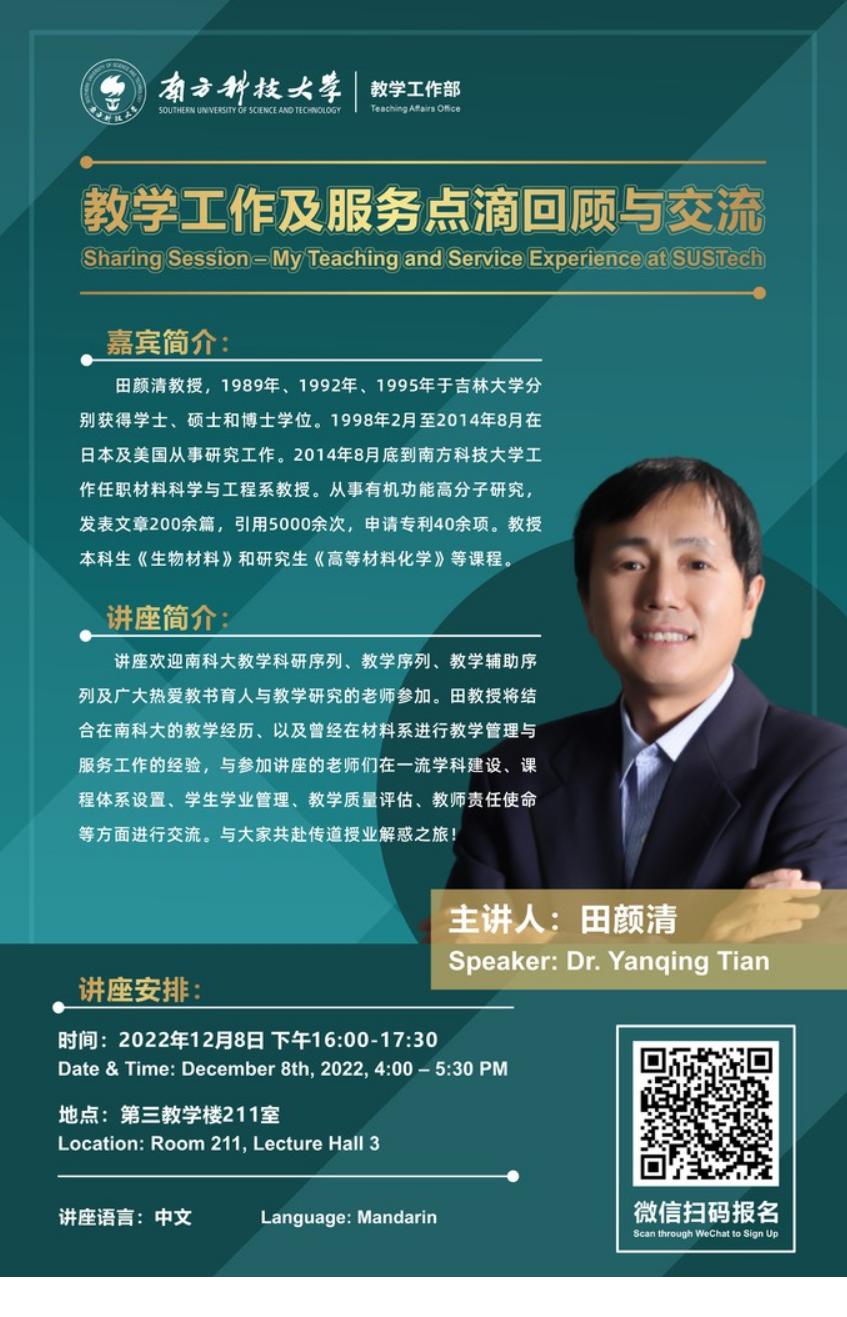 南方科技大学
SOUTHERN UNIVERSITY OF SCIENCE AND TECHNOLOGY
教学工作部
Teaching Affairs Office
教学工作及服务点滴回顾与交流
Sharing Session – My Teaching and Service Experience at SUSTech
嘉宾简介：
田颜清教授，1989年、1992年、1995年于吉林大学分
别获得学士、硕士和博士学位。1998年2月至2014年8月在
日本及美国从事研究工作。2014年8月底到南方科技大学工
作任职材料科学与工程系教授。从事有机功能高分子研究，
发表文章200余篇，引用5000余次，申请专利40余项。教授
本科生《生物材料》和研究生《高等材料化学》等课程。
讲座简介：
讲座欢迎南科大教学科研序列、教学序列、教学辅助序
列及广大热爱教书育人与教学研究的老师参加。田教授将结
合在南科大的教学经历、以及曾经在材料系进行教学管理与
服务工作的经验，与参加讲座的老师们在一流学科建设、课
程体系设置、学生学业管理、教学质量评估、教师责任使命
等方面进行交流。与大家共赴传道授业解惑之旅！
主讲人：田颜清
Speaker: Dr. Yanqing Tian
讲座安排：
时间：2022年12月8日 下午16:00-17:30
Date & Time: December 8th, 2022, 4:00 – 5:30 PM
地点：第三教学楼211室
Location: Room 211, Lecture Hall 3
讲座语言：中文 Language: Mandarin
微信扫码报名
Scan through WeChat to Sign Up